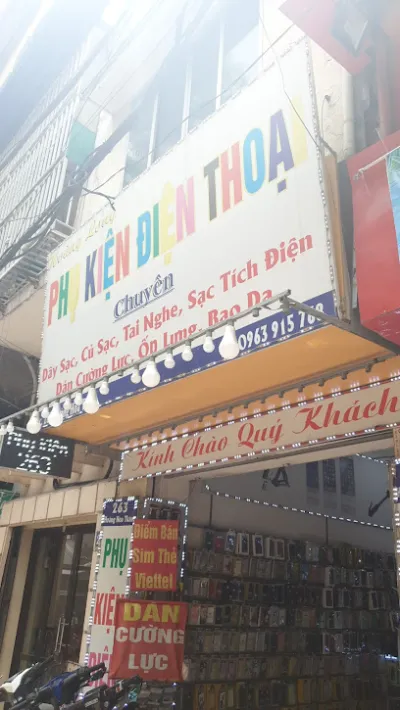 PHỤ KIỆN ĐIỆN THOẠI
Chuyên
Dây Sạc, Củ Sạc, Tai Nghe, Sạc Tích Điện
Dán Cường Lực, Ốn Lưng, Bao Da
0963 915
Kính Chào Quý Khách
263
263
PHỤ
KIỆN
Điểm Bán
Sim Thẻ
Viettel
DÁN
CƯỜNG
LỰC